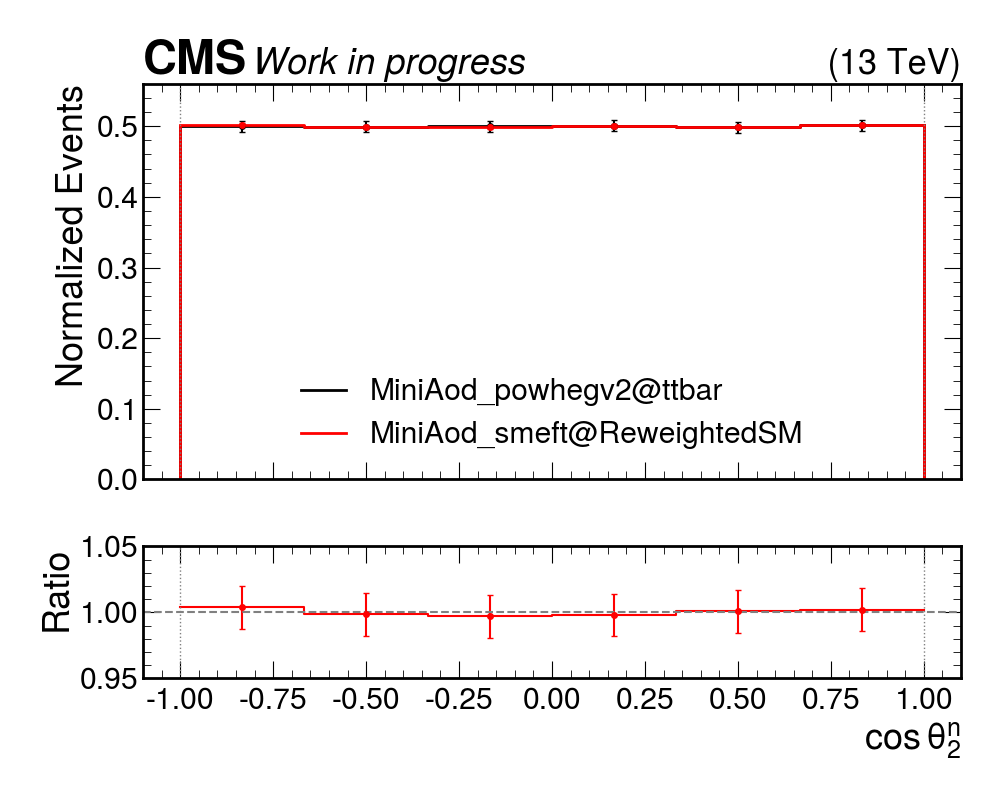 CMS Work in progress (13 TeV)
Normalized Events
0.5
0.4
0.3
0.2
0.1
0.0
MiniAod_powhegv2@ttbar
MiniAod_smeft@ReweightedSM
Ratio
1.05
1.00
0.95
-1.00 -0.75 -0.50 -0.25 0.00 0.25 0.50 0.75 1.00
cos θ₂ⁿ